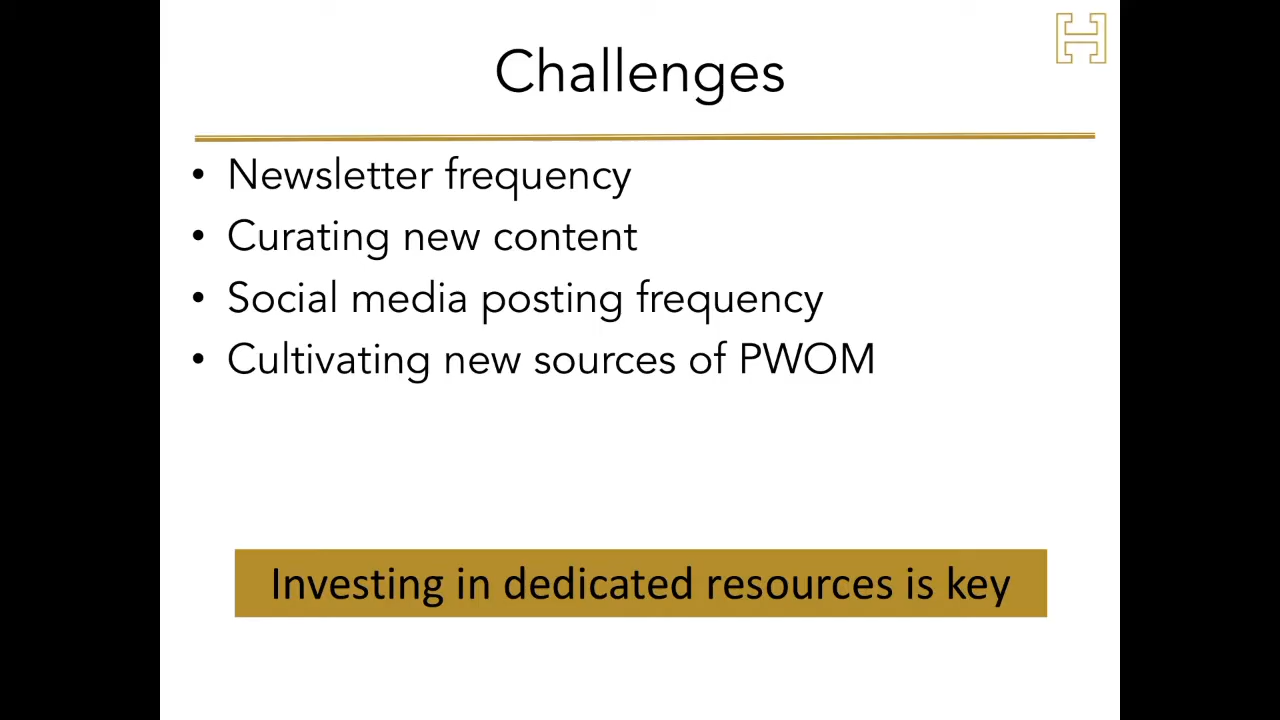 Challenges
• Newsletter frequency
• Curating new content
• Social media posting frequency
• Cultivating new sources of PWOM
Investing in dedicated resources is key